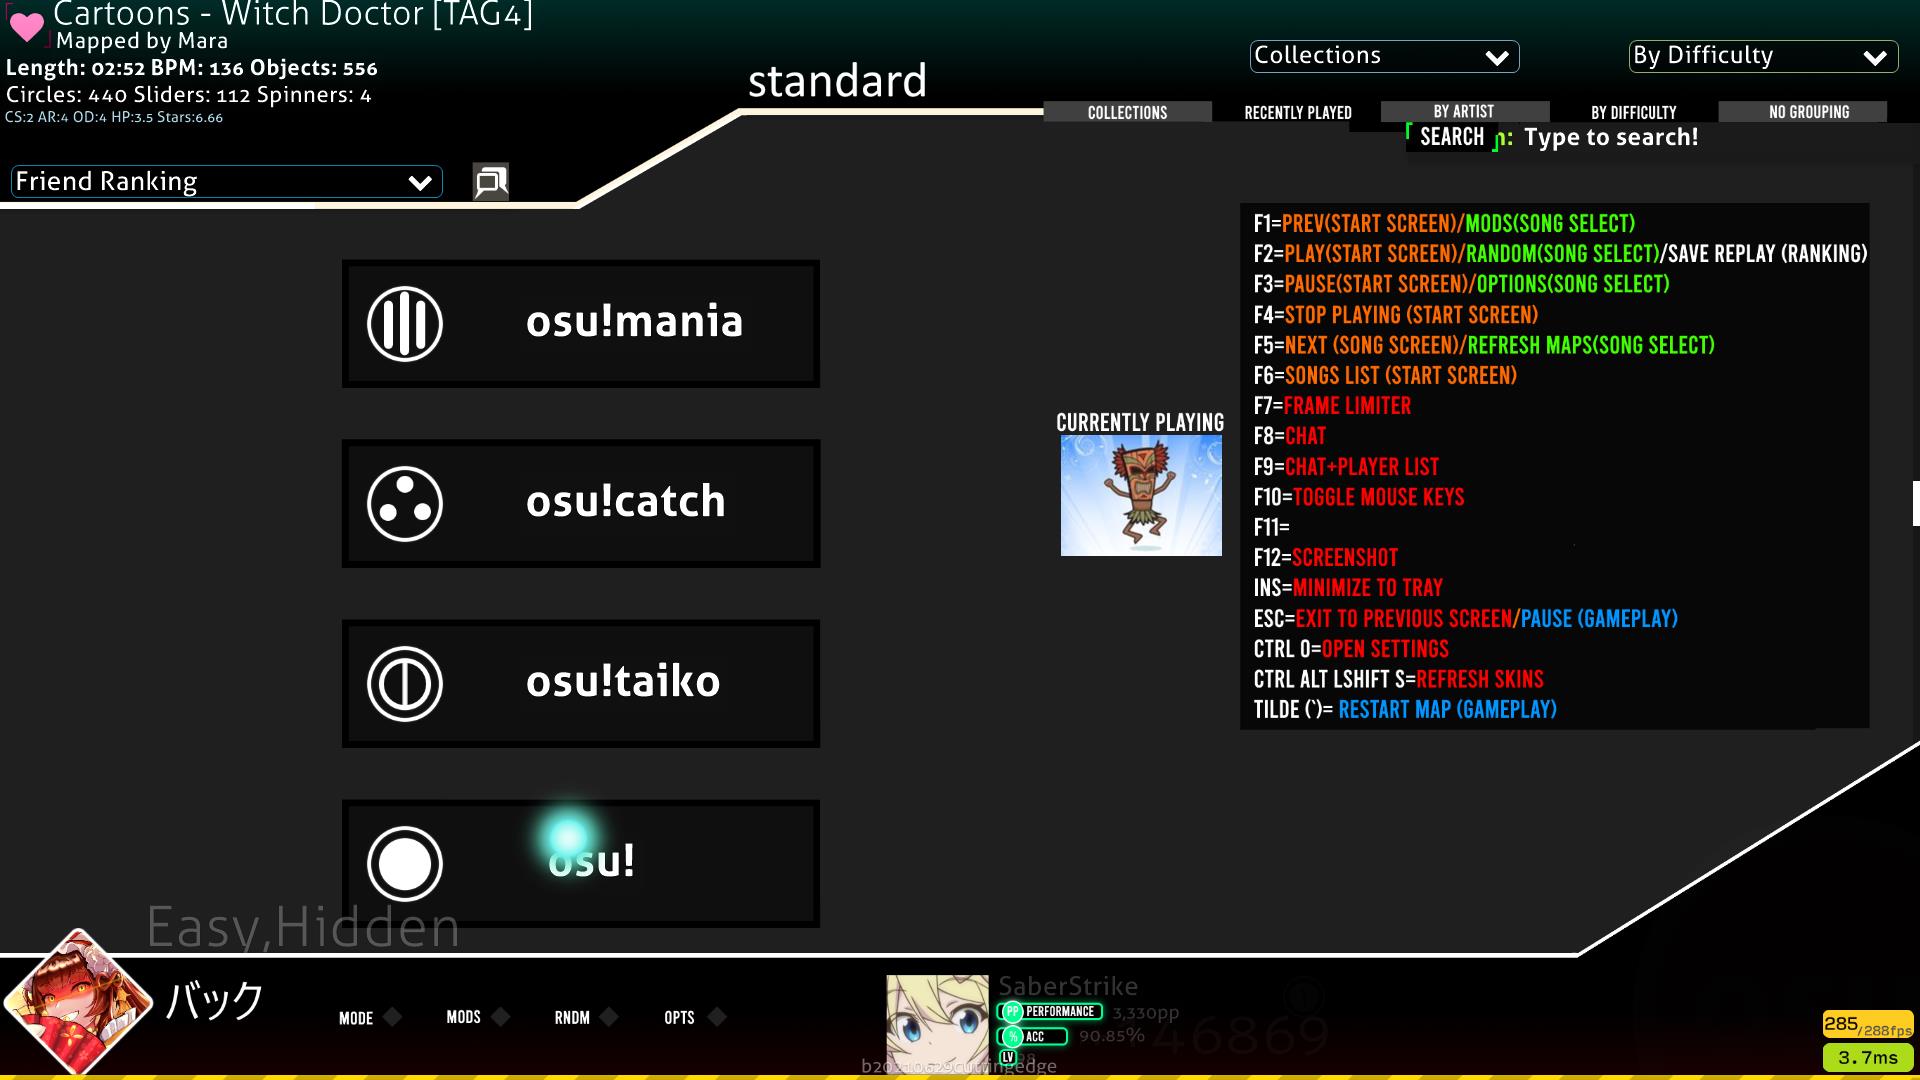 Cartoons - Witch Doctor [TAG4]
Mapped by Mara
Length: 02:52 BPM: 136 Objects: 556
Circles: 440 Sliders: 112 Spinners: 4
CS:2 AR:4 OD:4 HP:3.5 Stars:6.66
standard
Collections
By Difficulty
COLLECTIONS RECENTLY PLAYED BY ARTIST BY DIFFICULTY NO GROUPING
SEARCH Type to search!
Friend Ranking
osu!mania
osu!catch
osu!taiko
osu!
CURRENTLY PLAYING
F1=PREV(START SCREEN)/MODS(SONG SELECT)
F2=PLAY(START SCREEN)/RANDOM(SONG SELECT)/SAVE REPLAY (RANKING)
F3=PAUSE(START SCREEN)/OPTIONS(SONG SELECT)
F4=STOP PLAYING (START SCREEN)
F5=NEXT (SONG SCREEN)/REFRESH MAPS(SONG SELECT)
F6=SONGS LIST (START SCREEN)
F7=FRAME LIMITER
F8=CHAT
F9=CHAT+PLAYER LIST
F10=TOGGLE MOUSE KEYS
F11=
F12=SCREENSHOT
INS=MINIMIZE TO TRAY
ESC=EXIT TO PREVIOUS SCREEN/PAUSE (GAMEPLAY)
CTRL O=OPEN SETTINGS
CTRL ALT LSHIFT S=REFRESH SKINS
TILDE (`)= RESTART MAP (GAMEPLAY)
Easy,Hidden
バック
MODE MODS RNDM OPTS
SaberStrike
PP PERFORMANCE 3,330pp
% ACC 90.85%
LV
46869
b20210629cuttingedge
285/288fps
3.7ms